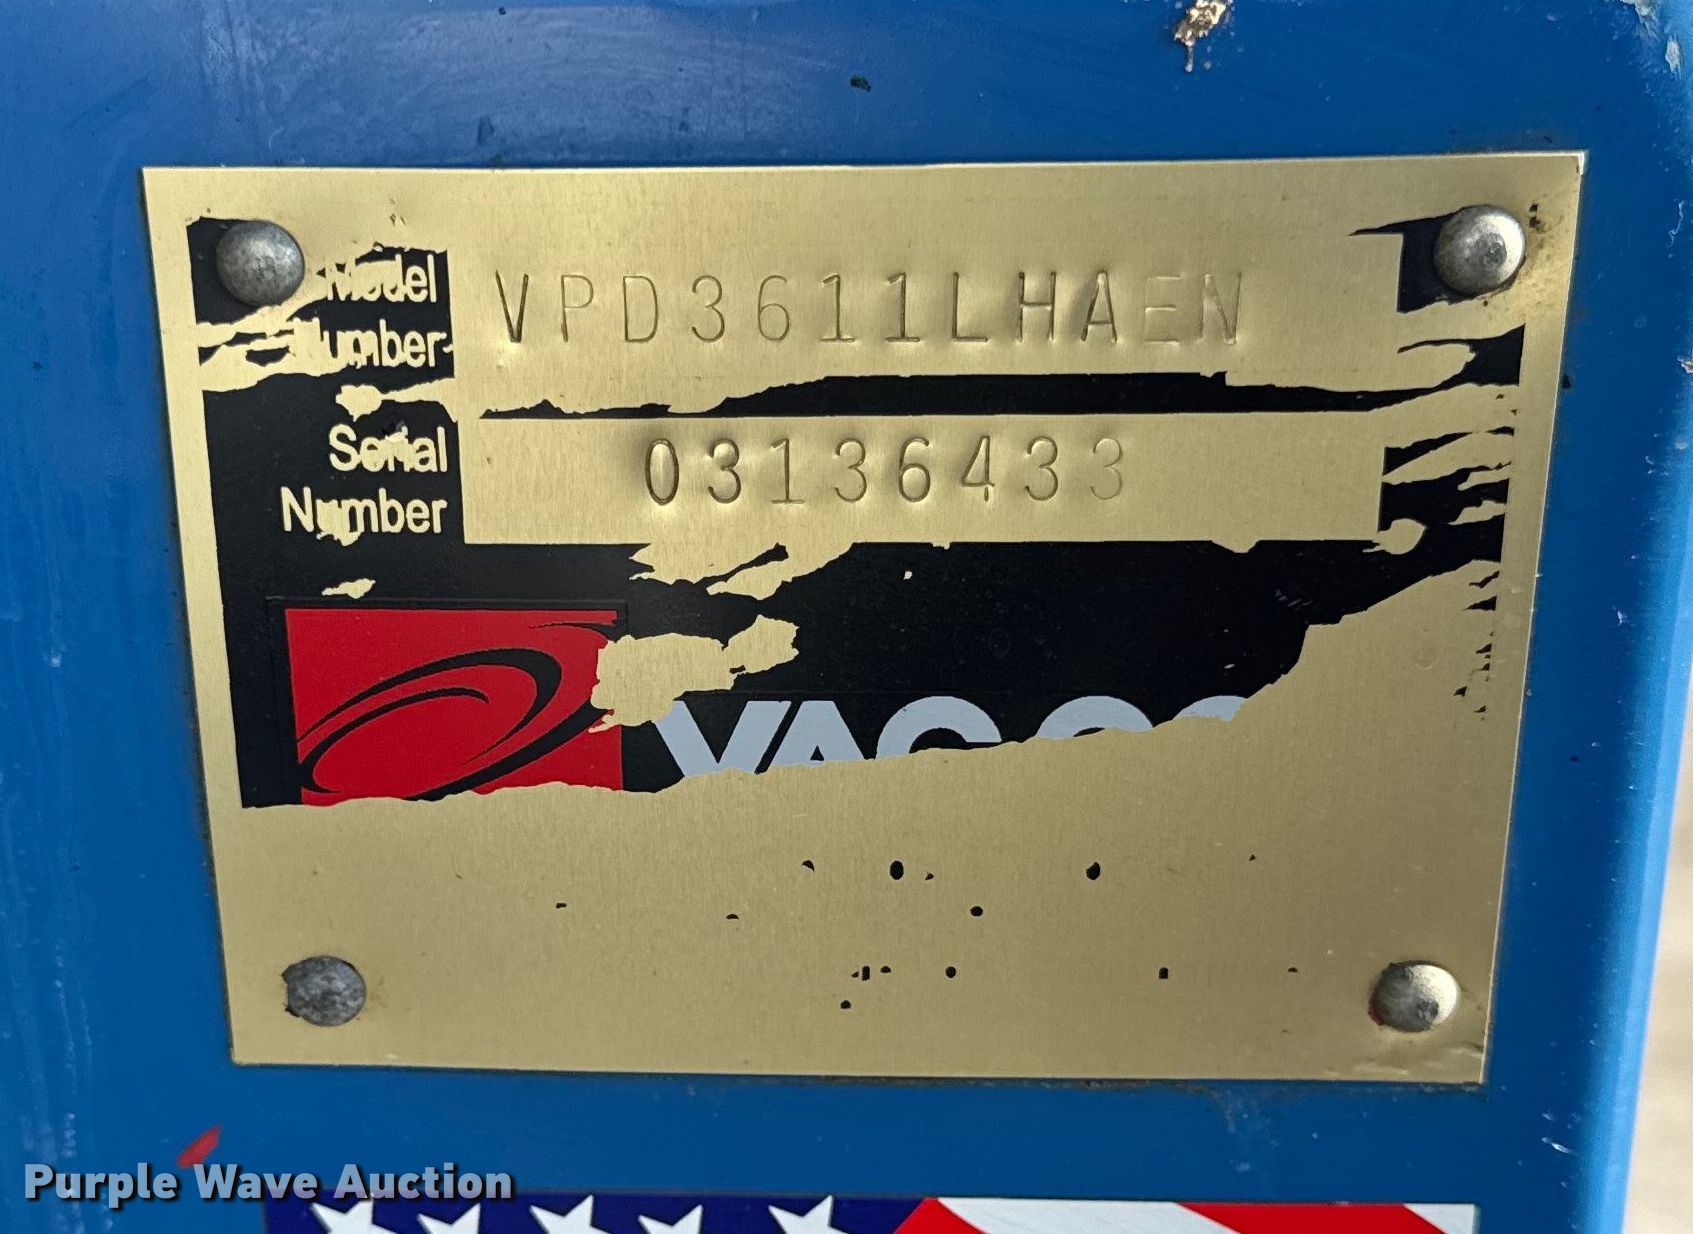 Model
Number
VPD3611LHAEN
Serial
Number
03136433
Purple Wave Auction